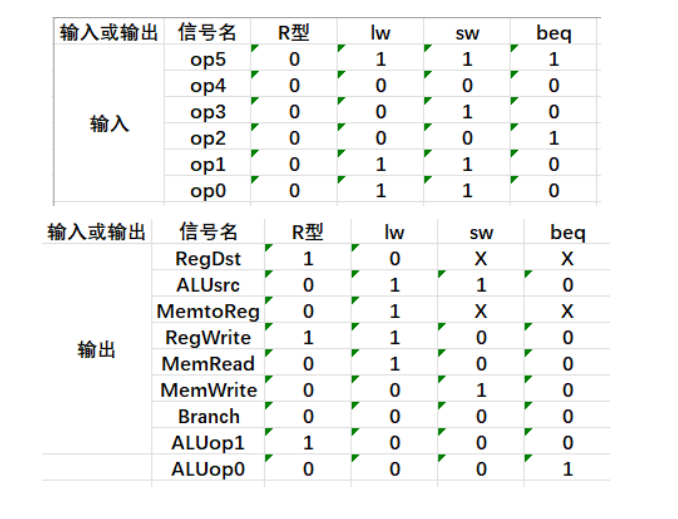 输入或输出 信号名 R型 lw sw beq
op5 0 1 1 1
op4 0 0 0 0
op3 0 0 1 0
输入
op2 0 0 0 1
op1 0 1 1 0
op0 0 1 1 0
输入或输出 信号名 R型 lw sw beq
RegDst 1 0 X X
ALUsrc 0 1 1 0
MemtoReg 0 1 X X
RegWrite 1 1 0 0
输出
MemRead 0 1 0 0
MemWrite 0 0 1 0
Branch 0 0 0 0
ALUop1 1 0 0 0
ALUop0 0 0 0 1